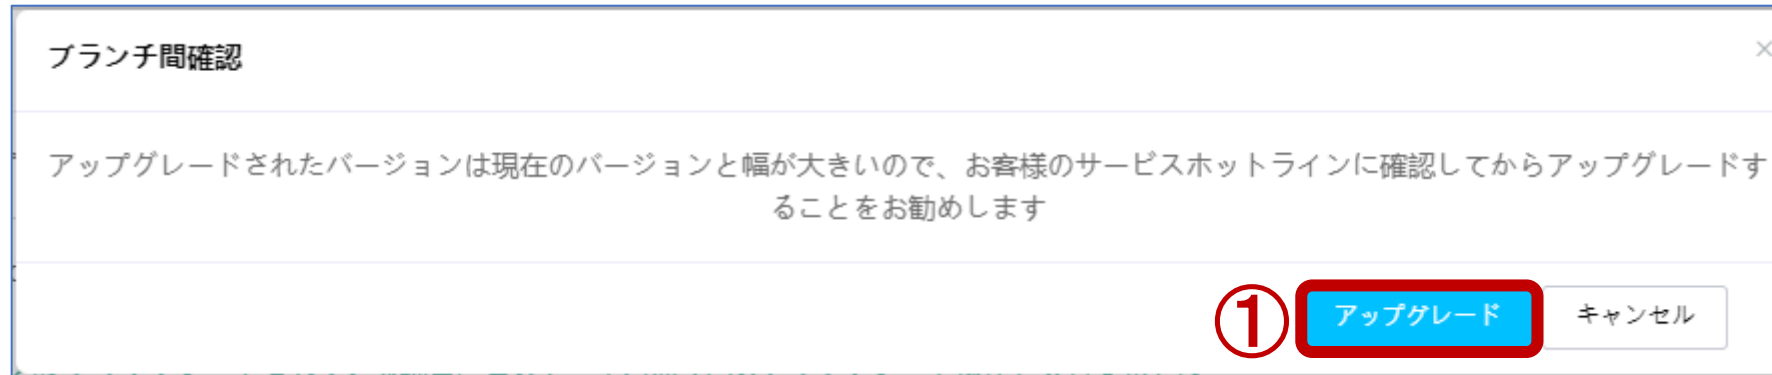 ブランチ間確認
×
アップグレードされたバージョンは現在のバージョンと幅が大きいので、お客様のサービスホットラインに確認してからアップグレードす
ることをお勧めします
① アップグレード キャンセル